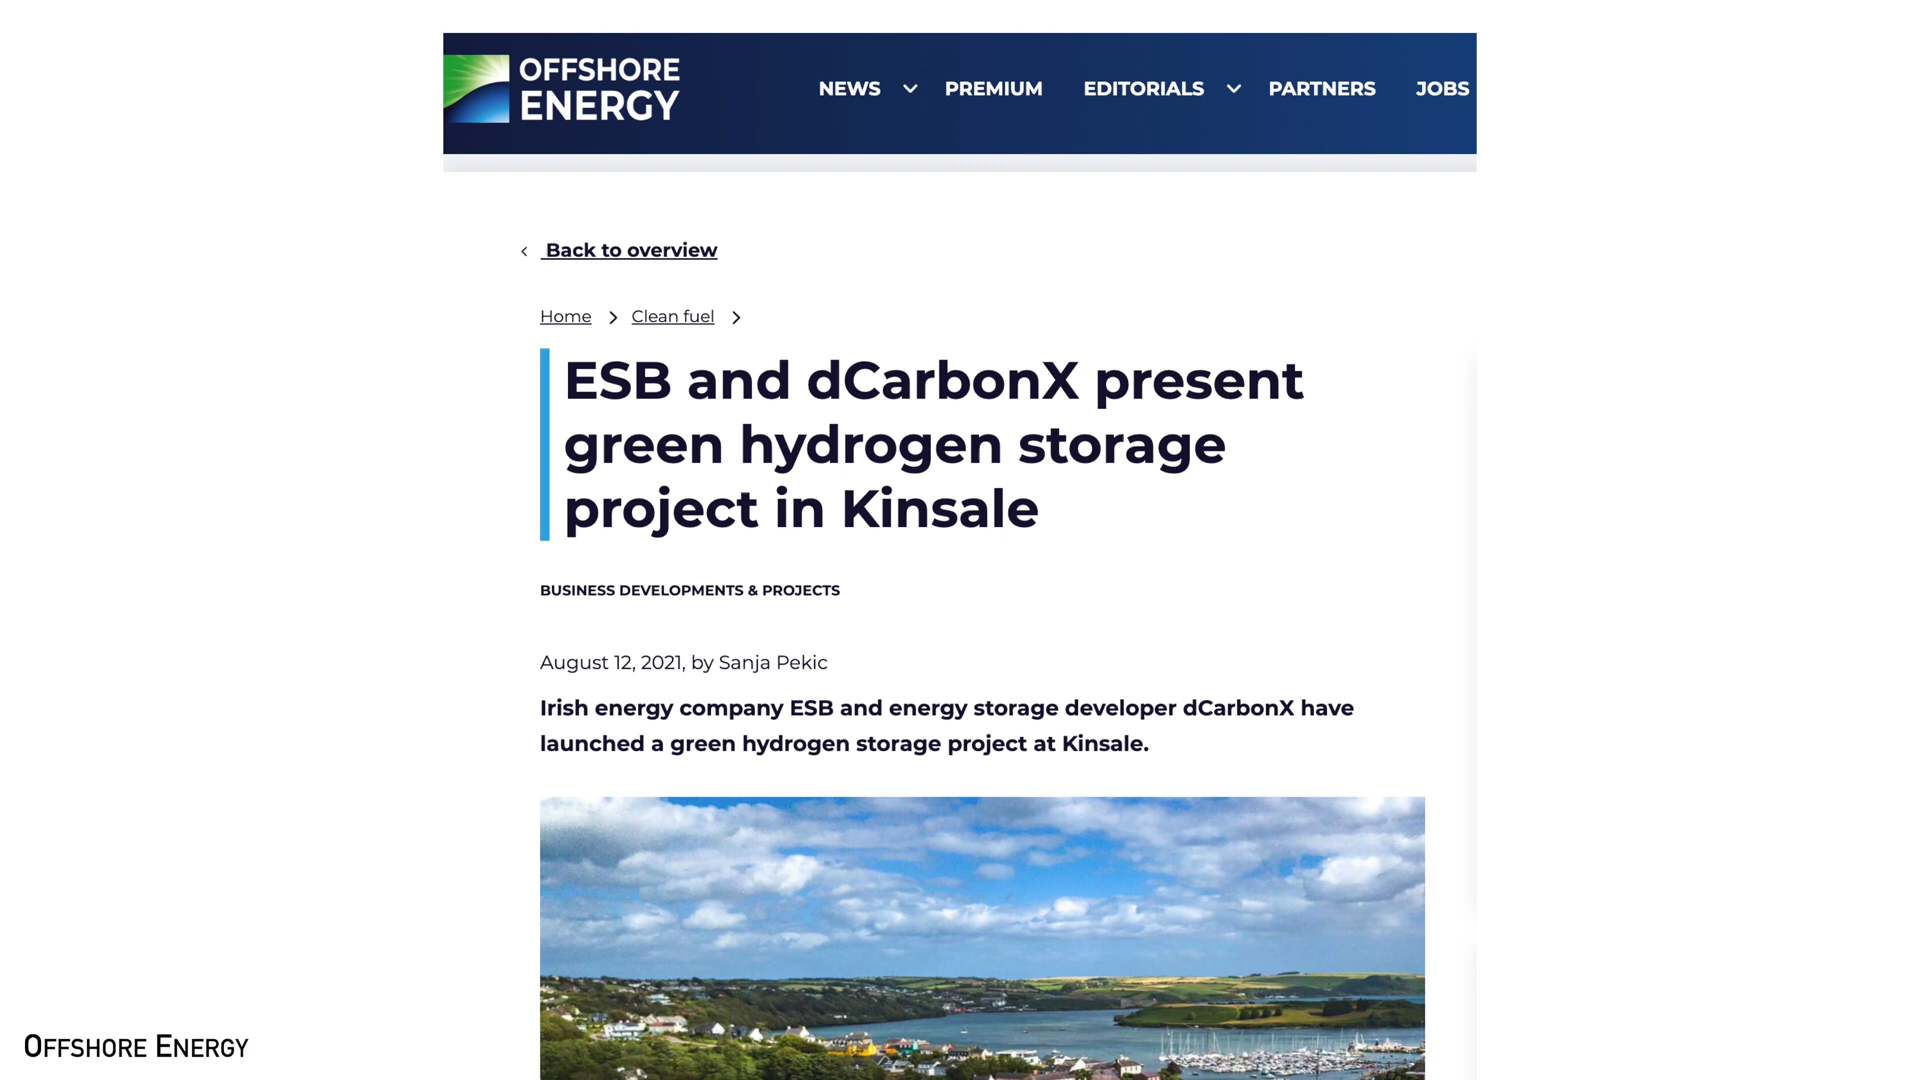 OFFSHORE
ENERGY
NEWS PREMIUM EDITORIALS PARTNERS JOBS
Back to overview
Home Clean fuel
ESB and dCarbonX present
green hydrogen storage
project in Kinsale
BUSINESS DEVELOPMENTS & PROJECTS
August 12, 2021, by Sanja Pekic
Irish energy company ESB and energy storage developer dCarbonX have
launched a green hydrogen storage project at Kinsale.
OFFSHORE ENERGY